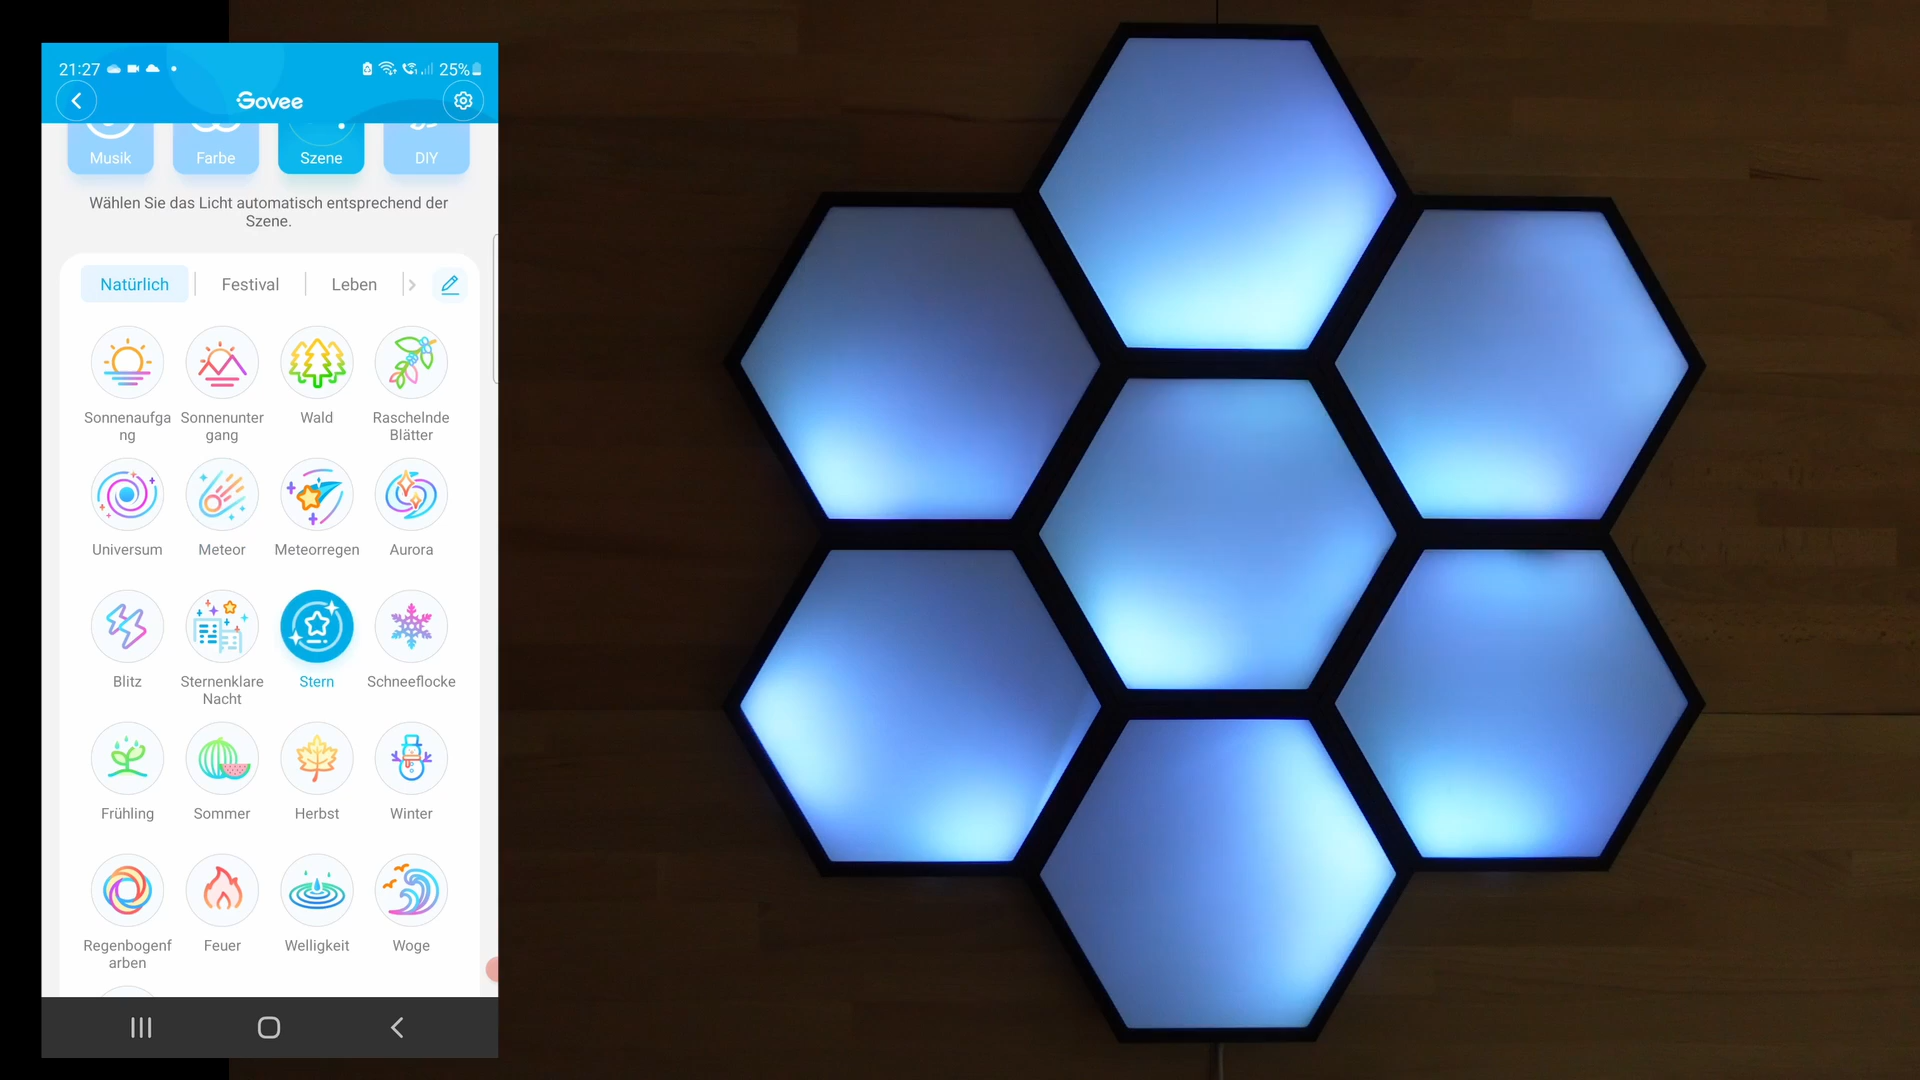 21:27
25%
Govee
Musik
Farbe
Szene
DIY
Wählen Sie das Licht automatisch entsprechend der
Szene.
Natürlich
Festival
Leben
Sonnenaufga
ng
Sonnenunter
gang
Wald
Raschelnde
Blätter
Universum
Meteor
Meteorregen
Aurora
Blitz
Sternenklare
Nacht
Stern
Schneeflocke
Frühling
Sommer
Herbst
Winter
Regenbogenf
arben
Feuer
Welligkeit
Woge